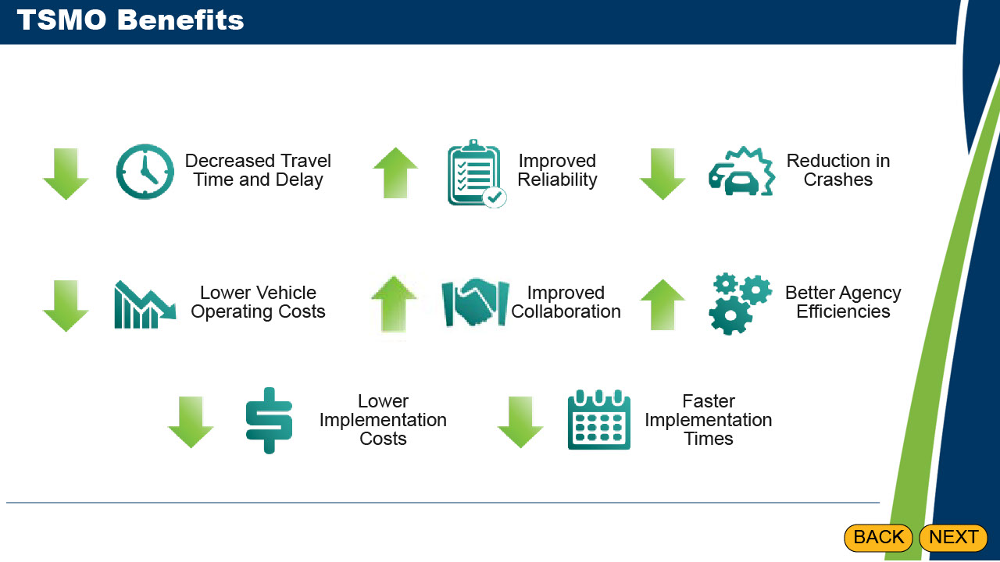 TSMO Benefits
Decreased Travel
Time and Delay
Improved
Reliability
Reduction in
Crashes
Lower Vehicle
Operating Costs
Improved
Collaboration
Better Agency
Efficiencies
Lower
Implementation
Costs
Faster
Implementation
Times
BACK
NEXT